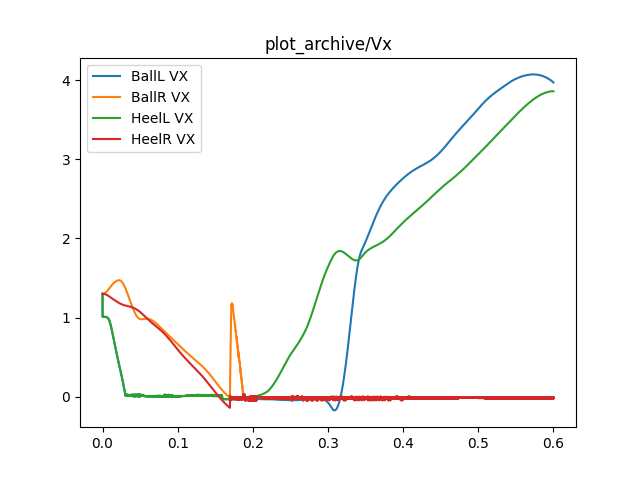 plot_archive/Vx
BallL VX
BallR VX
HeelL VX
HeelR VX
4
3
2
1
0
0.0 0.1 0.2 0.3 0.4 0.5 0.6